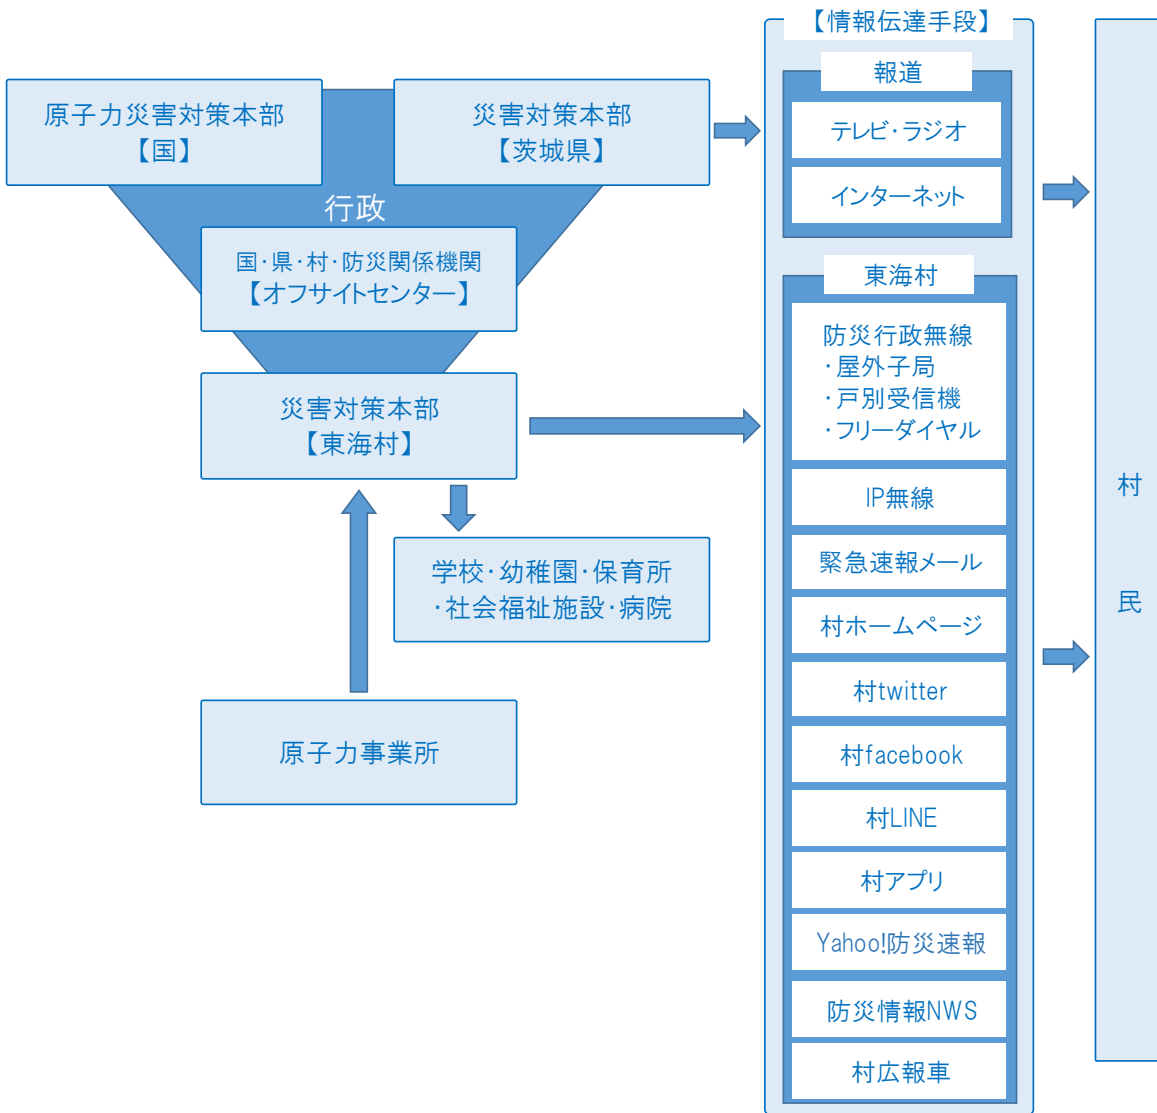 原子力災害対策本部
【国】
災害対策本部
【茨城県】
行政
国・県・村・防災関係機関
【オフサイトセンター】
災害対策本部
【東海村】
学校・幼稚園・保育所
・社会福祉施設・病院
原子力事業所
【情報伝達手段】
報道
テレビ・ラジオ
インターネット
東海村
防災行政無線
・屋外子局
・戸別受信機
・フリーダイヤル
IP無線
緊急速報メール
村ホームページ
村twitter
村facebook
村LINE
村アプリ
Yahoo!防災速報
防災情報NWS
村広報車
村
民